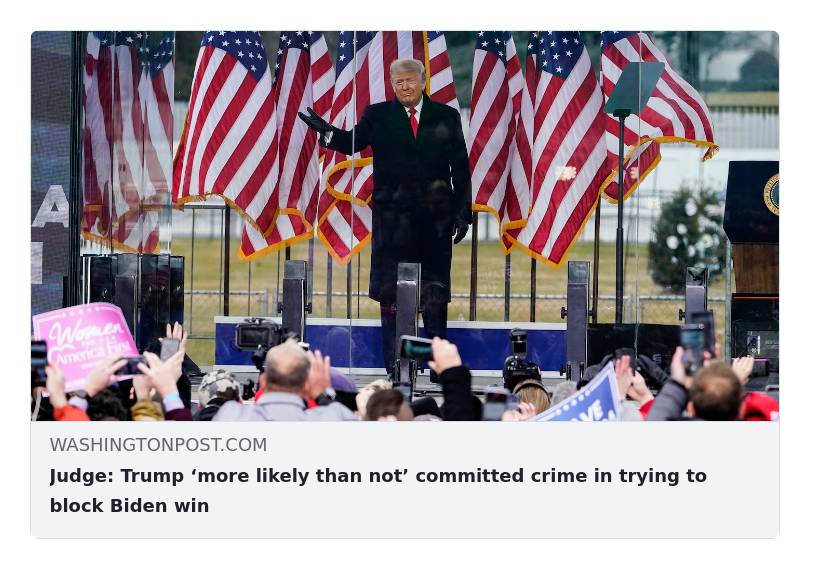 A
Women
FOR
America First
AVE
WASHINGTONPOST.COM
Judge: Trump ‘more likely than not’ committed crime in trying to
block Biden win